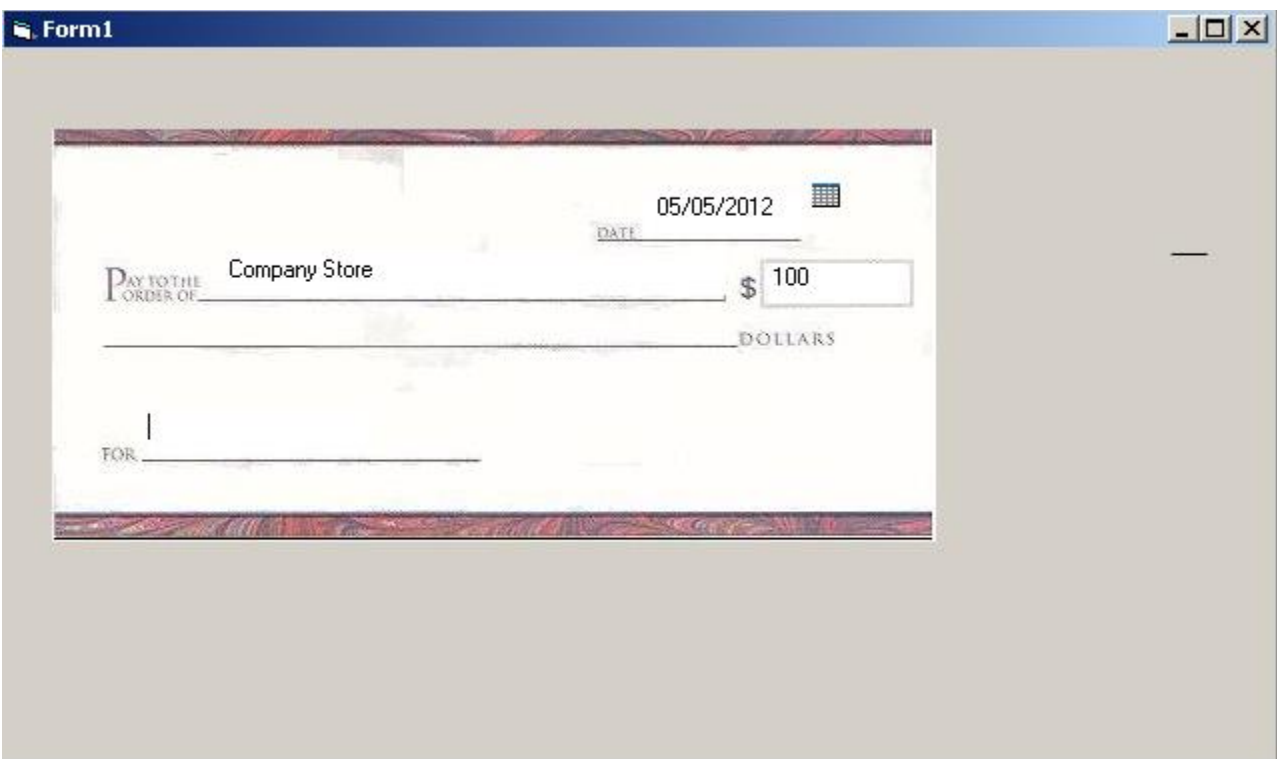 Form1
05/05/2012
DATE
PAY TO THE
ORDER OF
Company Store
$ 100
DOLLARS
FOR